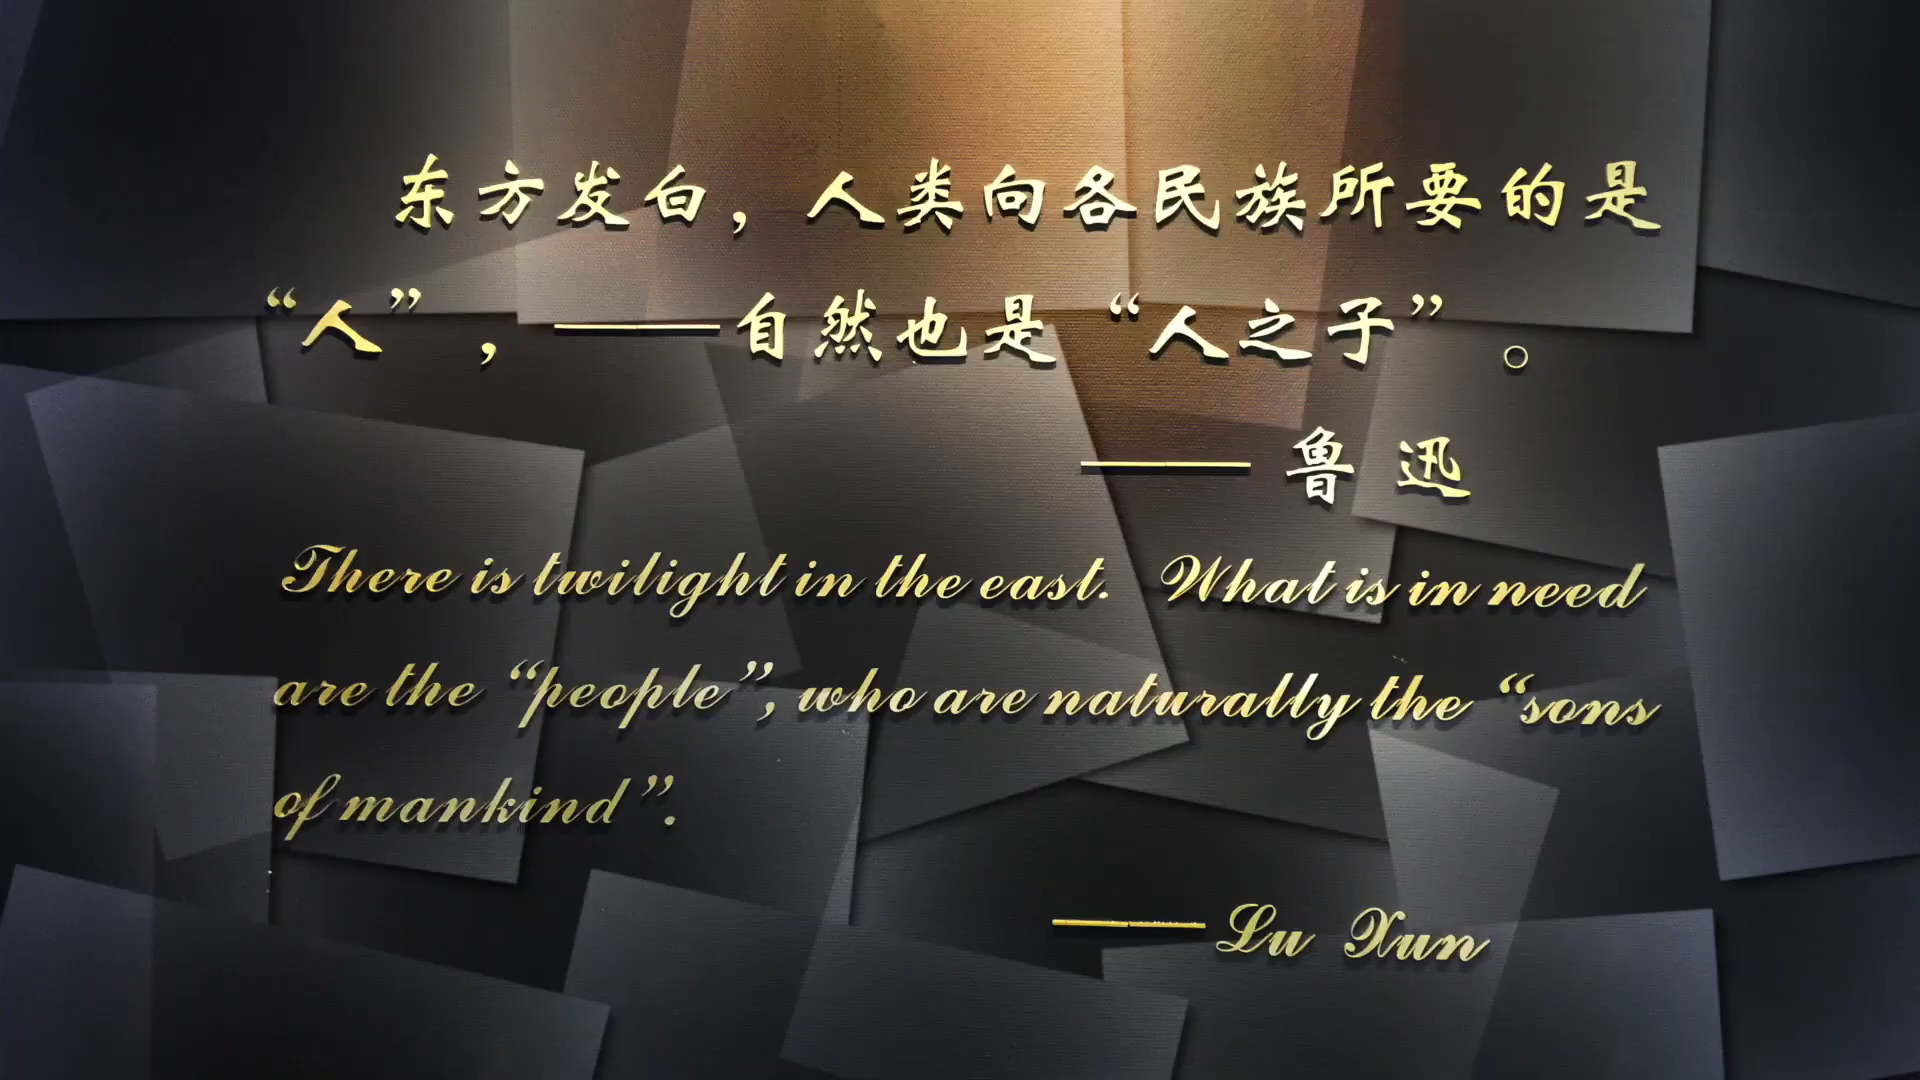 东方发白，人类向各民族所要的是
“人”，——自然也是“人之子”。
——鲁迅
There is twilight in the east. What is in need
are the “people”, who are naturally the “sons
of mankind”.
——Lu Xun